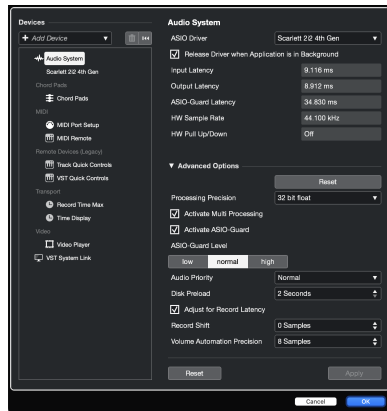 Devices
+ Add Device
Audio System
Scarlett 2i2 4th Gen
Chord Pads
Chord Pads
MIDI
MIDI Port Setup
MIDI Remote
Remote Devices (Legacy)
Track Quick Controls
VST Quick Controls
Transport
Record Time Max
Time Display
Video
Video Player
VST System Link
Audio System
ASIO Driver Scarlett 2i2 4th Gen
Release Driver when Application is in Background
Input Latency 9.116 ms
Output Latency 8.912 ms
ASIO-Guard Latency 34.830 ms
HW Sample Rate 44.100 kHz
HW Pull Up/Down Off
Advanced Options
Reset
Processing Precision 32 bit float
Activate Multi Processing
Activate ASIO-Guard
ASIO-Guard Level
low normal high
Audio Priority Normal
Disk Preload 2 Seconds
Adjust for Record Latency
Record Shift 0 Samples
Volume Automation Precision 8 Samples
Reset Apply
Cancel OK